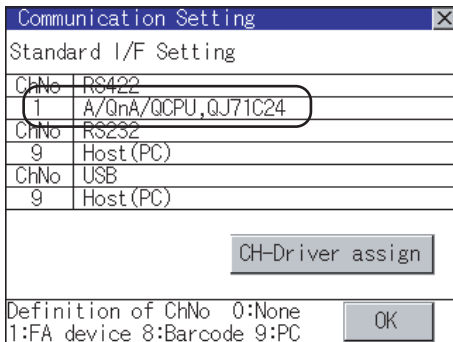 Communication Setting
Standard I/F Setting
ChNo RS422
1 A/QnA/QCPU,QJ71C24
ChNo RS232
9 Host(PC)
ChNo USB
9 Host(PC)
CH-Driver assign
Definition of ChNo 0:None
1:FA device 8:Barcode 9:PC
OK